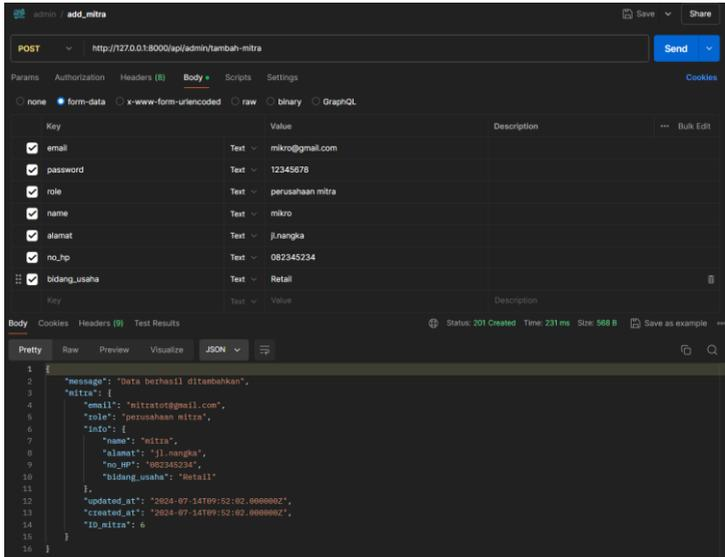 admin / add_mitra Save Share
POST http://127.0.0.1:8000/api/admin/tambah-mitra Send
Params Authorization Headers (8) Body Scripts Settings Cookies
none form-data x-www-form-urlencoded raw binary GraphQL
Key Value Description ••• Bulk Edit
email Text mikro@gmail.com
password Text 12345678
role Text perusahaan mitra
name Text mikro
alamat Text jl.nangka
no_hp Text 082345234
bidang_usaha Text Retail
Key Text Value Description
Body Cookies Headers (9) Test Results Status: 201 Created Time: 231 ms Size: 568 B Save as example •••
Pretty Raw Preview Visualize JSON
1 {
2 "message": "Data berhasil ditambahkan",
3 "mitra": {
4 "email": "mitratot@gmail.com",
5 "role": "perusahaan mitra",
6 "info": {
7 "name": "mitra",
8 "alamat": "jl.nangka",
9 "no_HP": "082345234",
10 "bidang_usaha": "Retail"
11 },
12 "updated_at": "2024-07-14T09:52:02.000000Z",
13 "created_at": "2024-07-14T09:52:02.000000Z",
14 "ID_mitra": 6
15 }
16 }